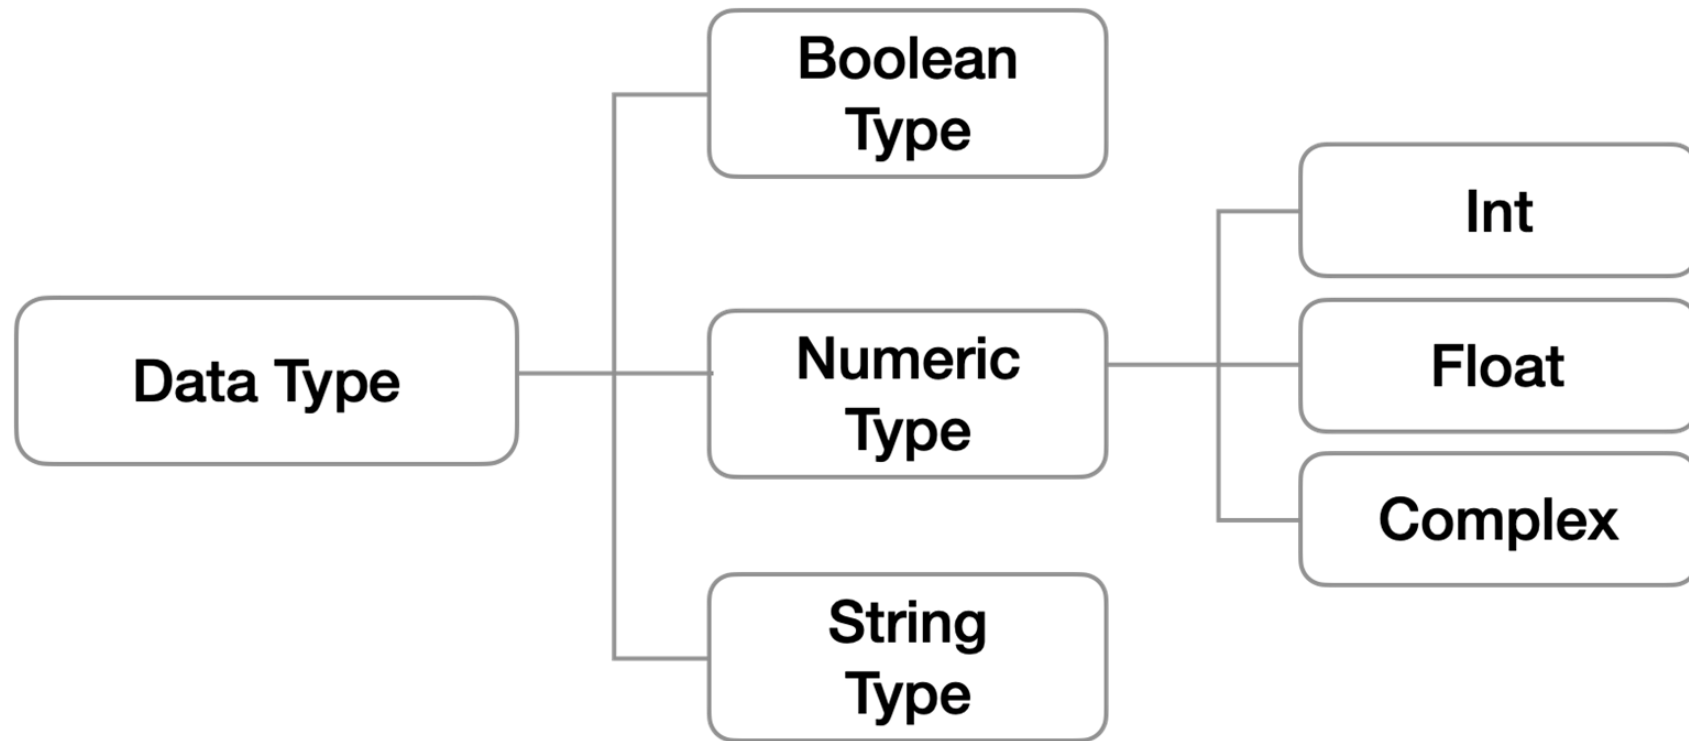 Data Type
Boolean
Type
Numeric
Type
String
Type
Int
Float
Complex